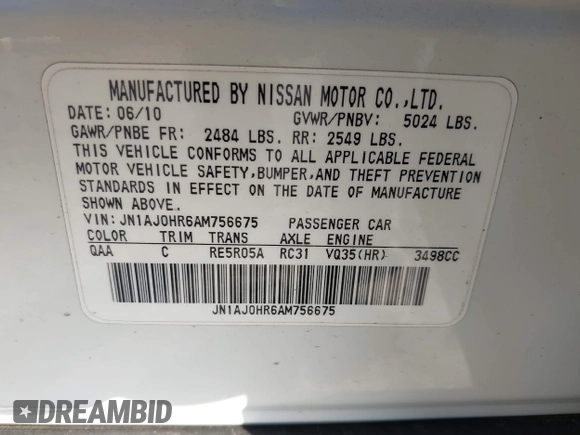 MANUFACTURED BY NISSAN MOTOR CO.,LTD.
DATE: 06/10 GVWR/PNBV: 5024 LBS.
GAWR/PNBE FR: 2484 LBS. RR: 2549 LBS.
THIS VEHICLE CONFORMS TO ALL APPLICABLE FEDERAL
MOTOR VEHICLE SAFETY,BUMPER,AND THEFT PREVENTION
STANDARDS IN EFFECT ON THE DATE OF MANUFACTURE
SHOWN ABOVE.
VIN:JN1AJ0HR6AM756675 PASSENGER CAR
COLOR TRIM TRANS AXLE ENGINE
QAA C RE5R05A RC31 VQ35(HR) 3498CC
JN1AJ0HR6AM756675
DREAMBID